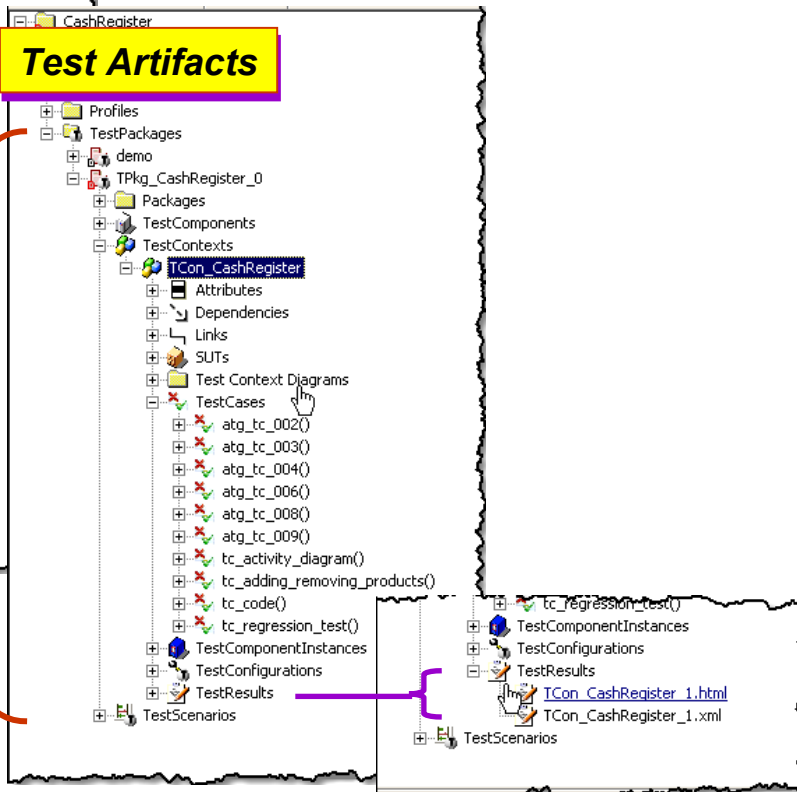 CashRegister
Test Artifacts
Profiles
TestPackages
demo
TPkg_CashRegister_0
Packages
TestComponents
TestContexts
TCon_CashRegister
Attributes
Dependencies
Links
SUTs
Test Context Diagrams
TestCases
atg_tc_002()
atg_tc_003()
atg_tc_004()
atg_tc_006()
atg_tc_008()
atg_tc_009()
tc_activity_diagram()
tc_adding_removing_products()
tc_code()
tc_regression_test()
TestComponentInstances
TestConfigurations
TestResults
TestScenarios
tc_regression_test()
TestComponentInstances
TestConfigurations
TestResults
TCon_CashRegister_1.html
TCon_CashRegister_1.xml
TestScenarios